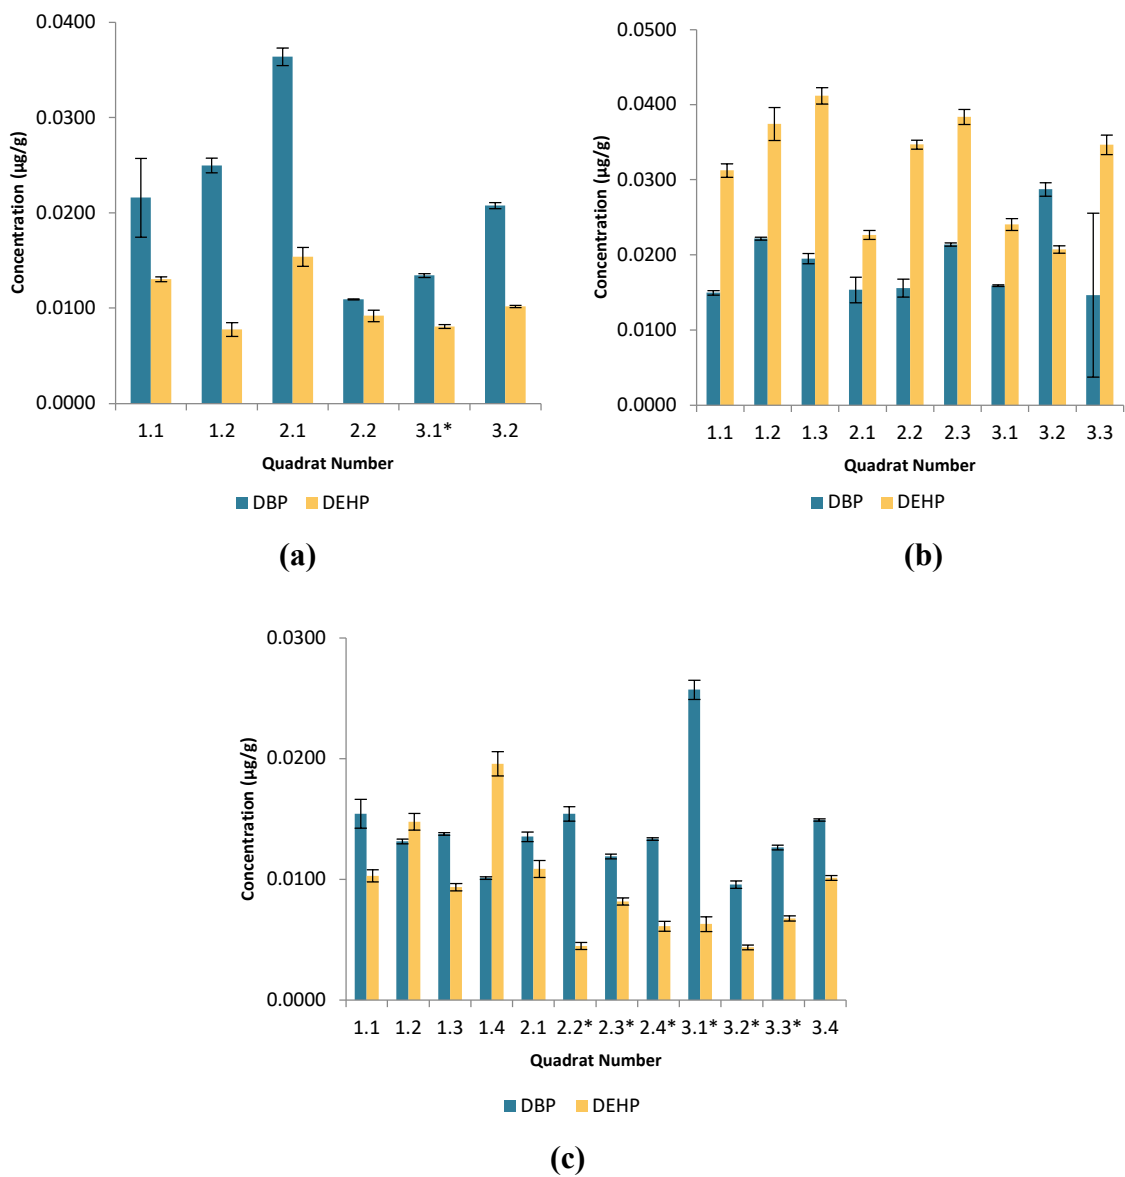 0.0400
0.0300
0.0200
0.0100
0.0000
Concentration (µg/g)
1.1 1.2 2.1 2.2 3.1* 3.2
Quadrat Number
DBP DEHP
(a)
0.0500
0.0400
0.0300
0.0200
0.0100
0.0000
Concentration (µg/g)
1.1 1.2 1.3 2.1 2.2 2.3 3.1 3.2 3.3
Quadrat Number
DBP DEHP
(b)
0.0300
0.0200
0.0100
0.0000
Concentration (µg/g)
1.1 1.2 1.3 1.4 2.1 2.2* 2.3* 2.4* 3.1* 3.2* 3.3* 3.4
Quadrat Number
DBP DEHP
(c)